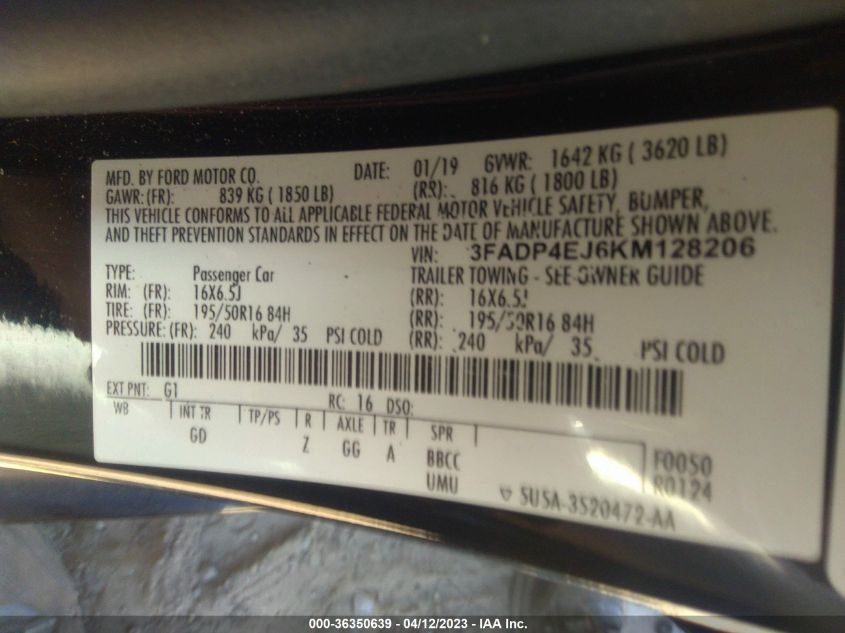 MFD. BY FORD MOTOR CO. DATE: 01/19 GVWR: 1642 KG ( 3620 LB)
GAWR:(FR): 839 KG ( 1850 LB) (RR): 816 KG ( 1800 LB)
THIS VEHICLE CONFORMS TO ALL APPLICABLE FEDERAL MOTOR VEHICLE SAFETY, BUMPER,
AND THEFT PREVENTION STANDARDS IN EFFECT ON THE DATE OF MANUFACTURE SHOWN ABOVE.
VIN: 3FADP4EJ6KM128206
TYPE: Passenger Car TRAILER TOWING - SEE OWNER GUIDE
RIM: (FR): 16X6.5J (RR): 16X6.5J
TIRE: (FR): 195/50R16 84H (RR): 195/50R16 84H
PRESSURE: (FR): 240 kPa/ 35 PSI COLD (RR): 240 kPa/ 35 PSI COLD
EXT PNT: G1 RC: 16 DSO:
WB INT TR TP/PS R AXLE TR SPR
GD Z GG A BBCC
UMU
F0050
R0124
5U5A-3520472-AA
000-36350639 - 04/12/2023 - IAA Inc.